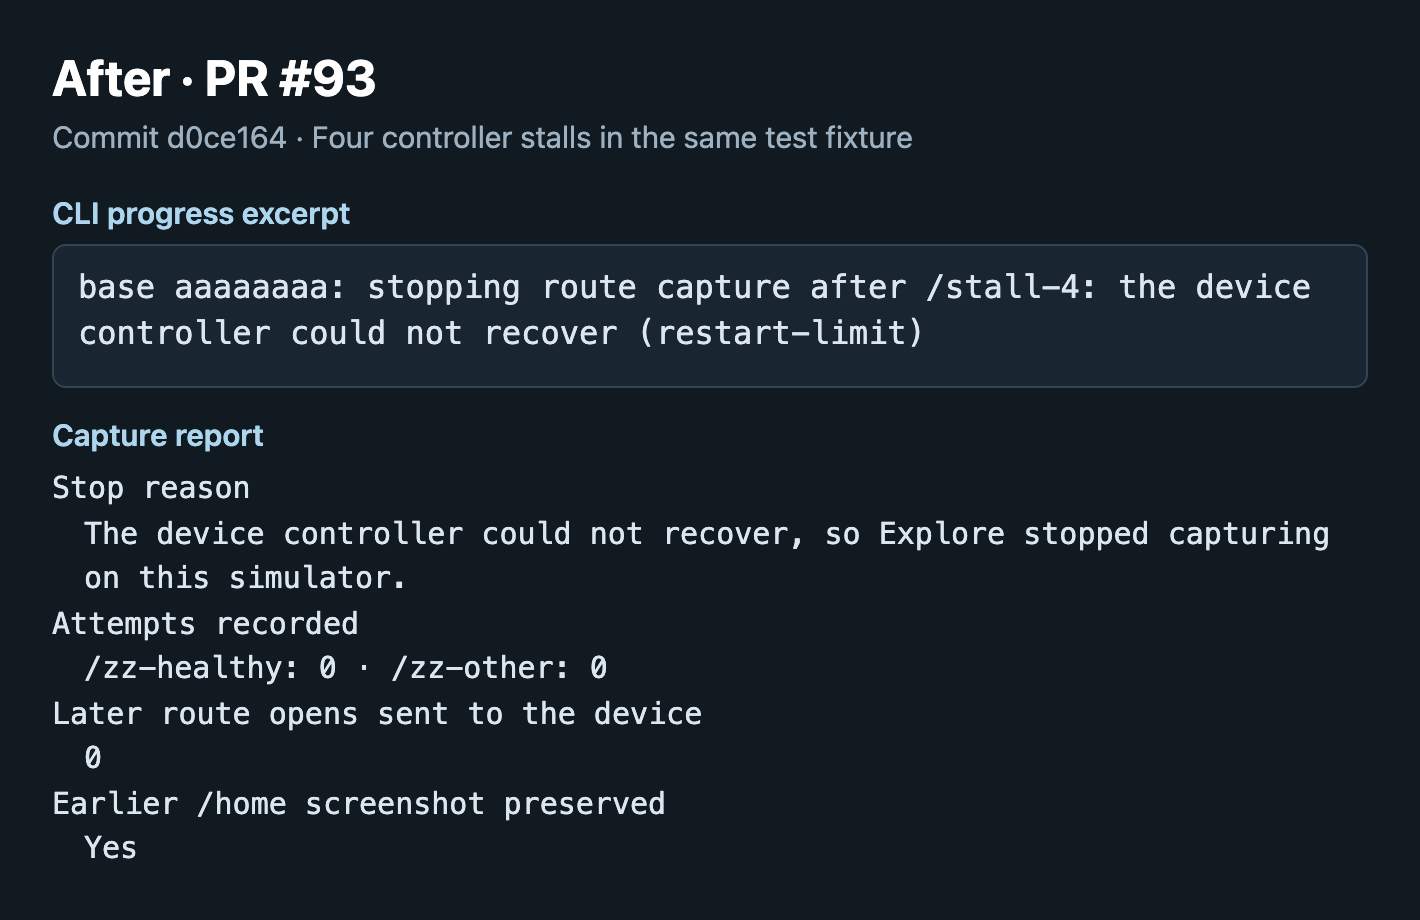 After · PR #93
Commit d0ce164 · Four controller stalls in the same test fixture
CLI progress excerpt
base aaaaaaaa: stopping route capture after /stall-4: the device
controller could not recover (restart-limit)
Capture report
Stop reason
The device controller could not recover, so Explore stopped capturing
on this simulator.
Attempts recorded
/zz-healthy: 0 · /zz-other: 0
Later route opens sent to the device
0
Earlier /home screenshot preserved
Yes